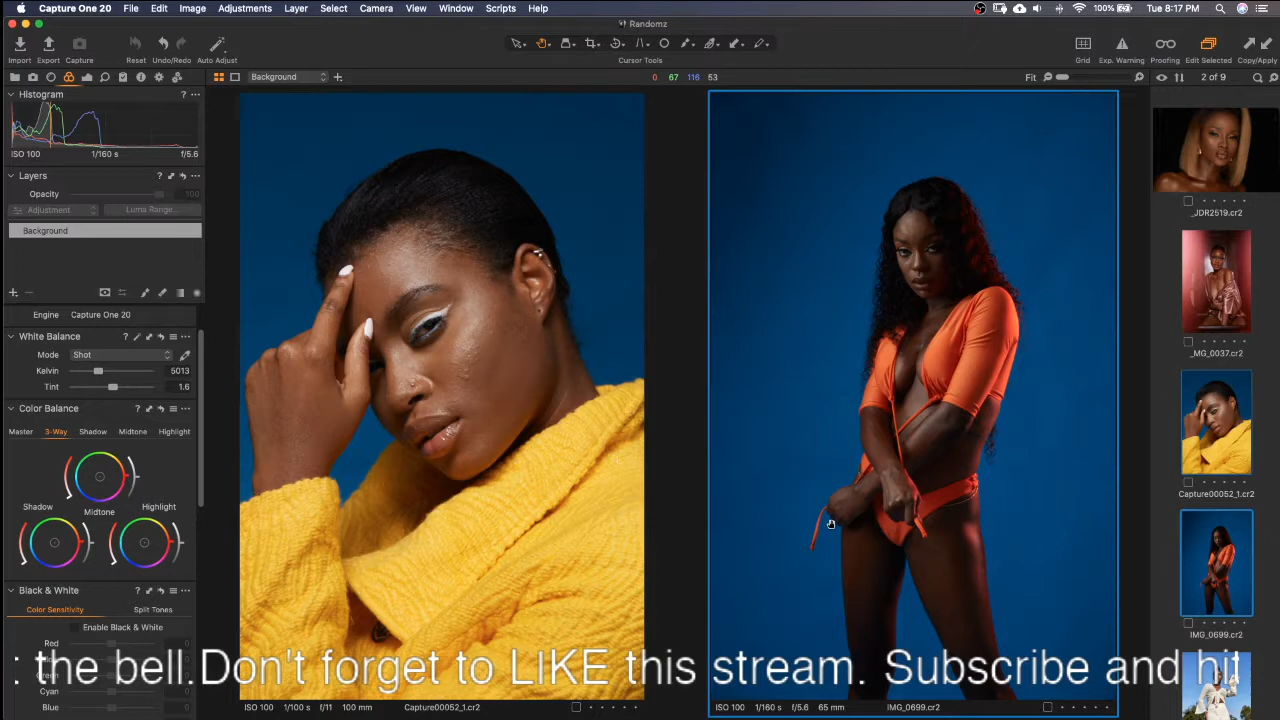 Capture One 20 File Edit Image Adjustments Layer Select Camera View Window Scripts Help 100% Tue 8:17 PM
Randomz
Import Export Capture Reset Undo/Redo Auto Adjust Cursor Tools Grid Exp. Warning Proofing Edit Selected Copy/Apply
Background 0 67 116 53 Fit 2 of 9
Histogram
ISO 100 1/160 s f/5.6
Layers
Opacity 100
Adjustment Luma Range...
Background
Engine Capture One 20
White Balance
Mode Shot
Kelvin 5013
Tint 1.6
Color Balance
Master 3-Way Shadow Midtone Highlight
Shadow Midtone Highlight
Black & White
Color Sensitivity Split Tones
Enable Black & White
Red 0
Green 0
Cyan 0
Blue 0
_JDR2519.cr2
_MG_0037.cr2
Capture00052_1.cr2
IMG_0699.cr2
: the bell.Don't forget to LIKE this stream. Subscribe and hit
ISO 100 1/100 s f/11 100 mm Capture00052_1.cr2
ISO 100 1/160 s f/5.6 65 mm IMG_0699.cr2